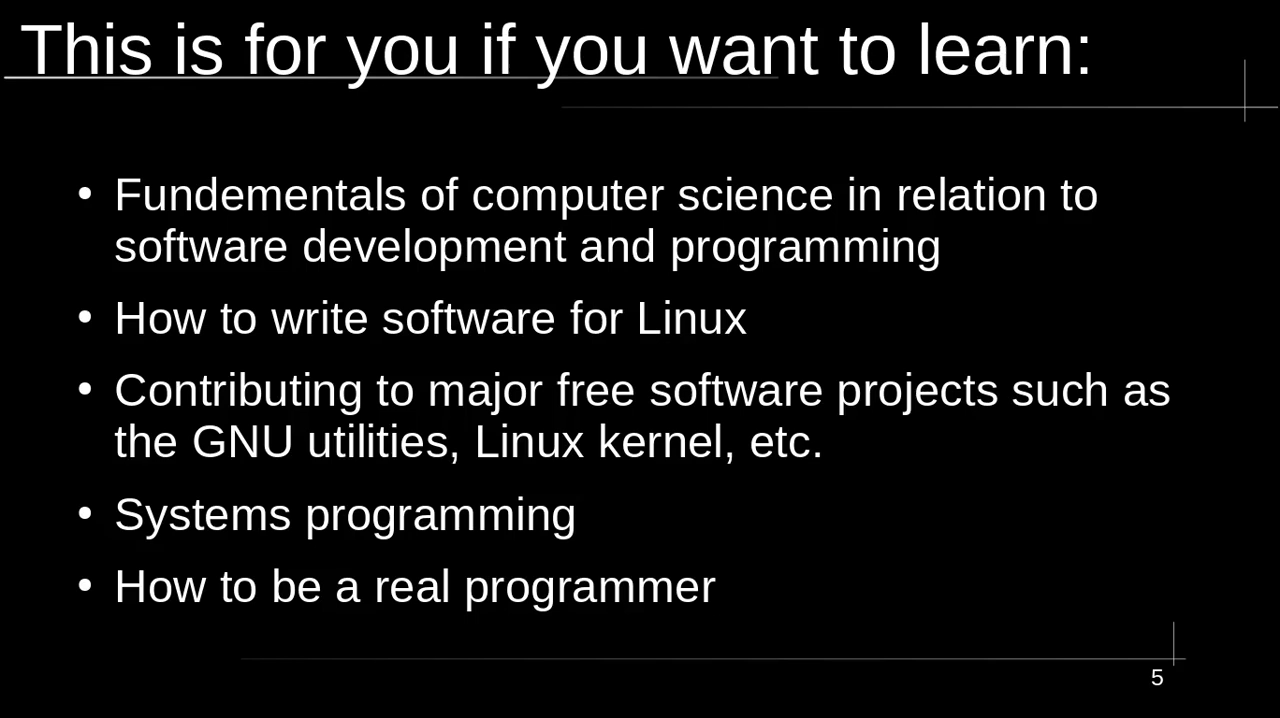 This is for you if you want to learn:
• Fundementals of computer science in relation to
software development and programming
• How to write software for Linux
• Contributing to major free software projects such as
the GNU utilities, Linux kernel, etc.
• Systems programming
• How to be a real programmer
5